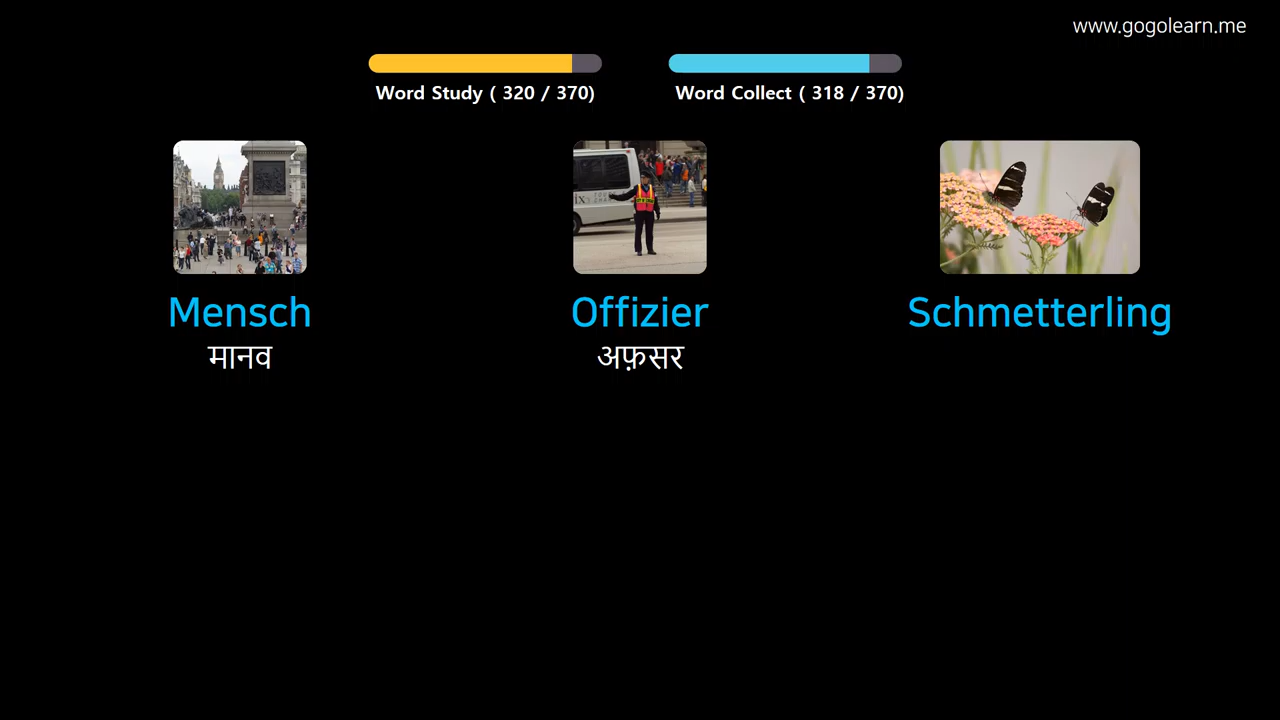 www.gogolearn.me
Word Study ( 320 / 370)
Word Collect ( 318 / 370)
Mensch
मानव
Offizier
अफ़सर
Schmetterling